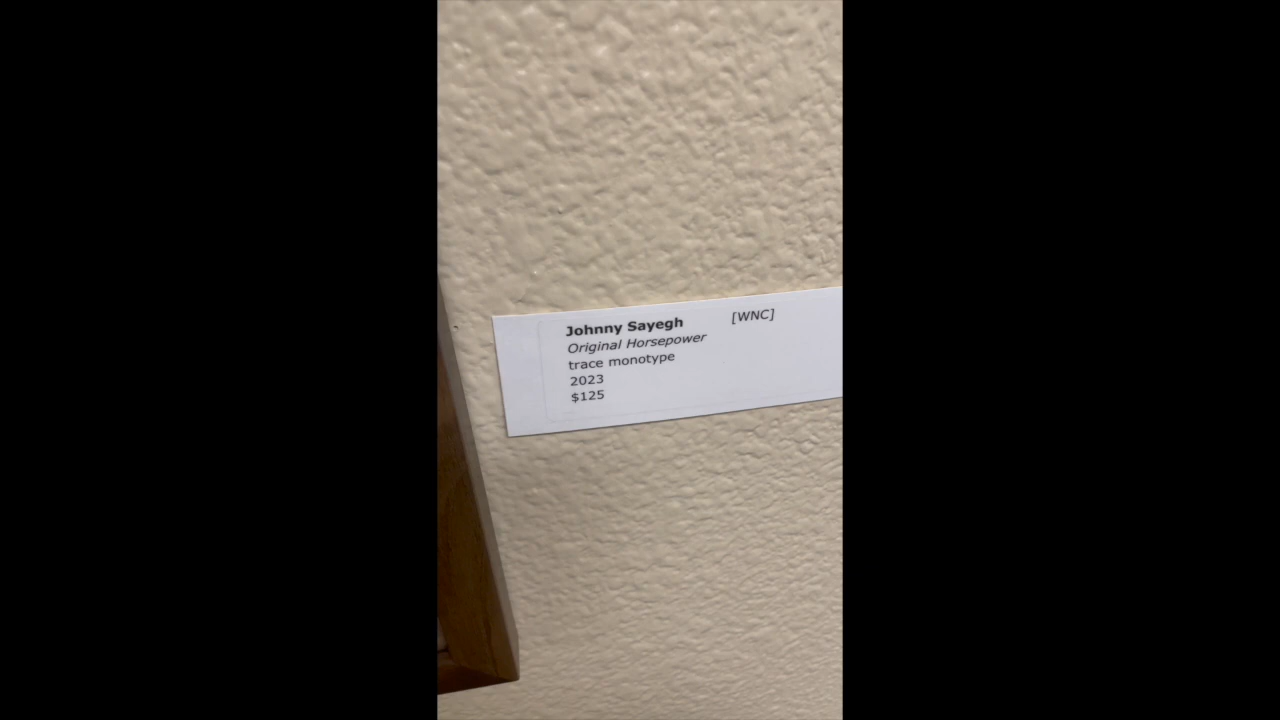 Johnny Sayegh [WNC]
Original Horsepower
trace monotype
2023
$125